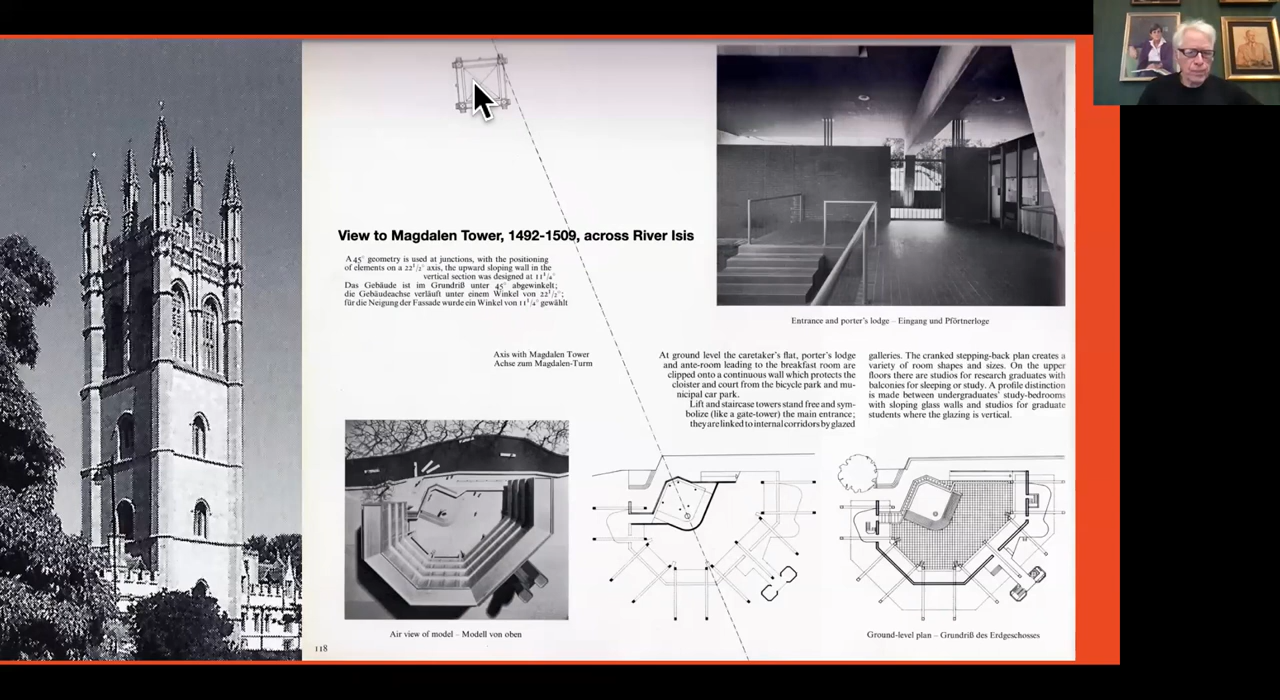 View to Magdalen Tower, 1492-1509, across River Isis
A 45° geometry is used at junctions, with the positioning
of elements on a 22¹/₂° axis, the upward sloping wall in the
vertical section was designed at 11¹/₄°
Das Gebäude ist im Grundriß unter 45° abgewinkelt;
die Gebäudeachse verläuft unter einem Winkel von 22¹/₂°;
für die Neigung der Fassade wurde ein Winkel von 11¹/₄° gewählt
Entrance and porter's lodge – Eingang und Pförtnerloge
Axis with Magdalen Tower
Achse zum Magdalen-Turm
At ground level the caretaker's flat, porter's lodge
and ante-room leading to the breakfast room are
clipped onto a continuous wall which protects the
cloister and court from the bicycle park and mu-
nicipal car park.
Lift and staircase towers stand free and sym-
bolize (like a gate-tower) the main entrance;
they are linked to internal corridors by glazed
galleries. The cranked stepping-back plan creates a
variety of room shapes and sizes. On the upper
floors there are studios for research graduates with
balconies for sleeping or study. A profile distinction
is made between undergraduates' study-bedrooms
with sloping glass walls and studios for graduate
students where the glazing is vertical.
Air view of model – Modell von oben
Ground-level plan – Grundriß des Erdgeschosses
118